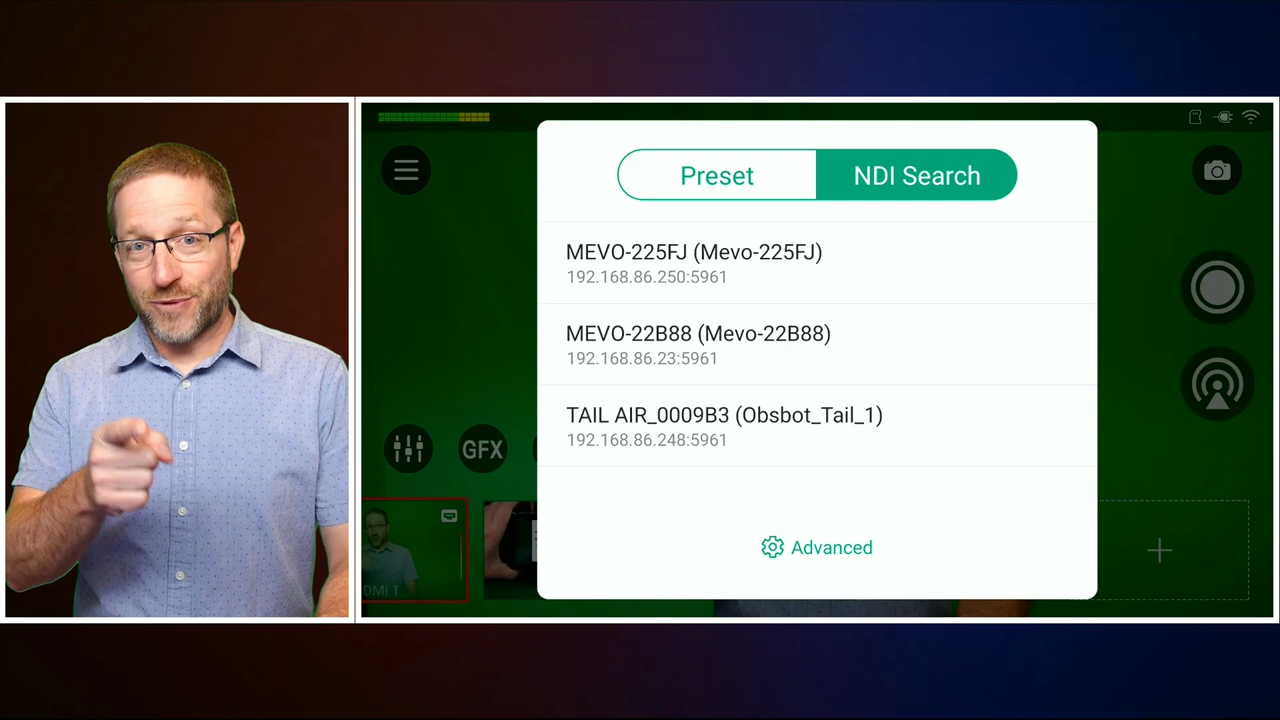 Preset
NDI Search
MEVO-225FJ (Mevo-225FJ)
192.168.86.250:5961
MEVO-22B88 (Mevo-22B88)
192.168.86.23:5961
TAIL AIR_0009B3 (Obsbot_Tail_1)
192.168.86.248:5961
GFX
Advanced
DMI 1